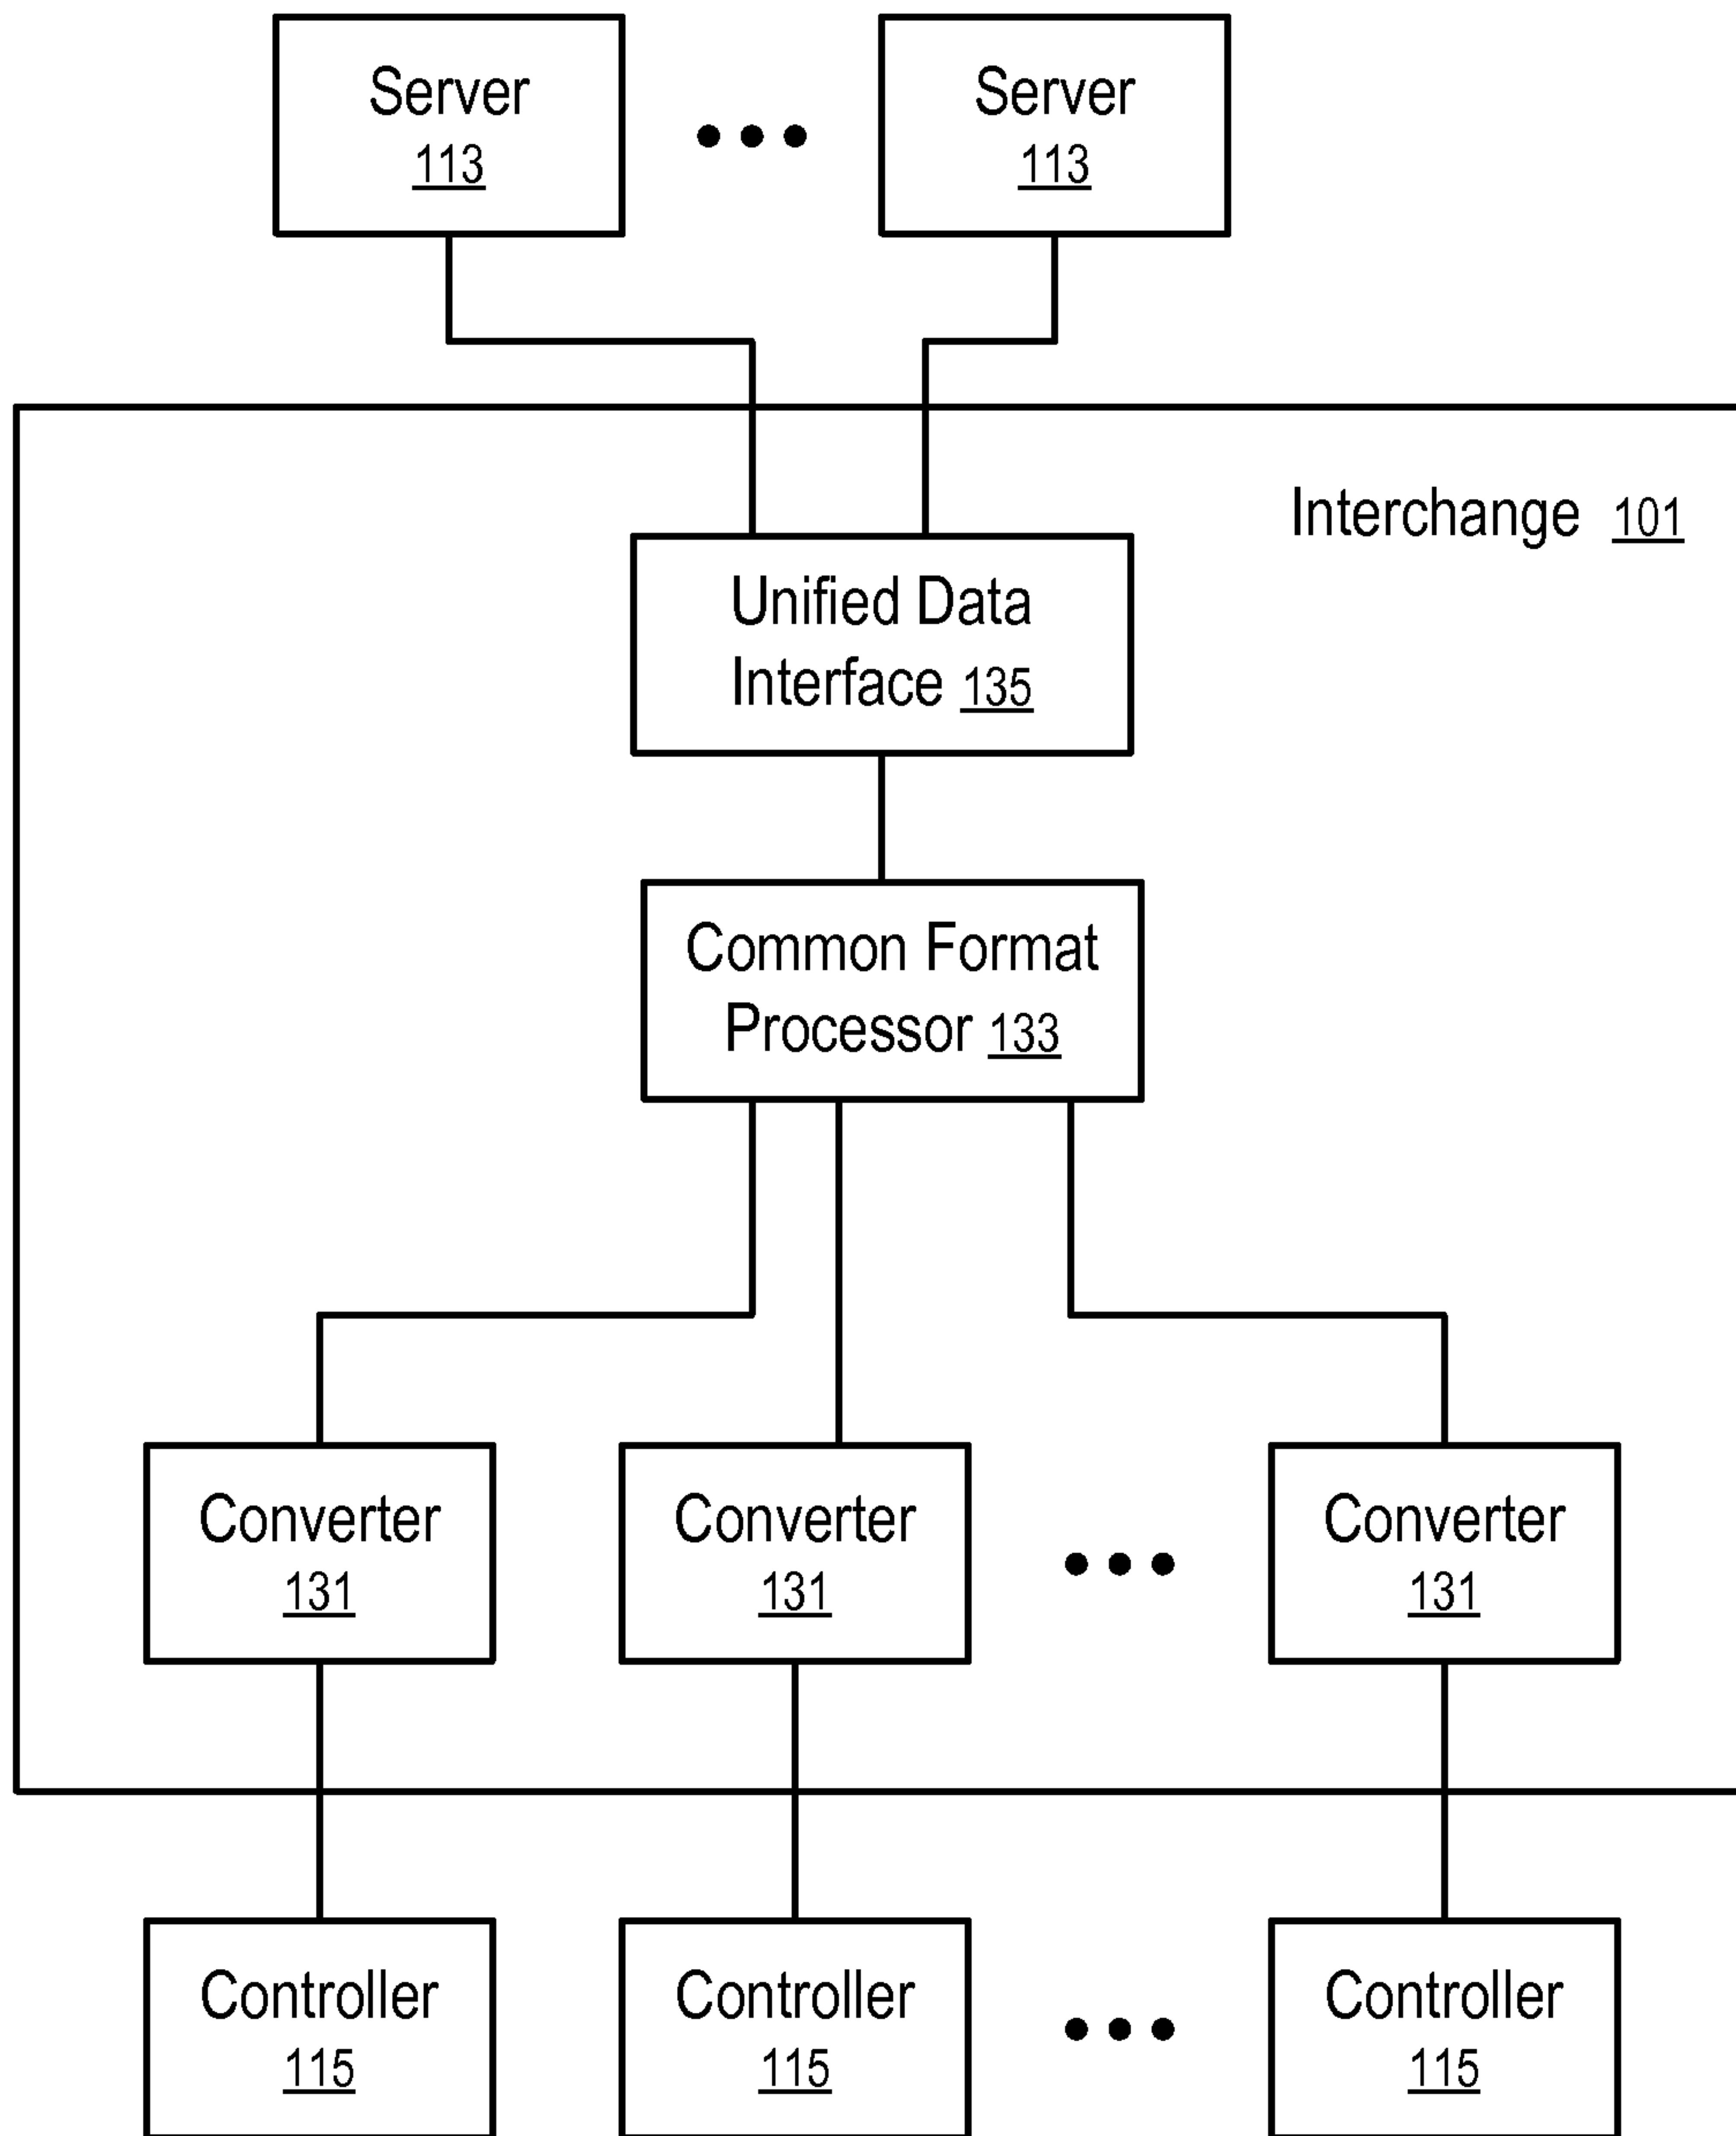 Server
113
Server
113
Interchange 101
Unified Data
Interface 135
Common Format
Processor 133
Converter
131
Converter
131
Converter
131
Controller
115
Controller
115
Controller
115